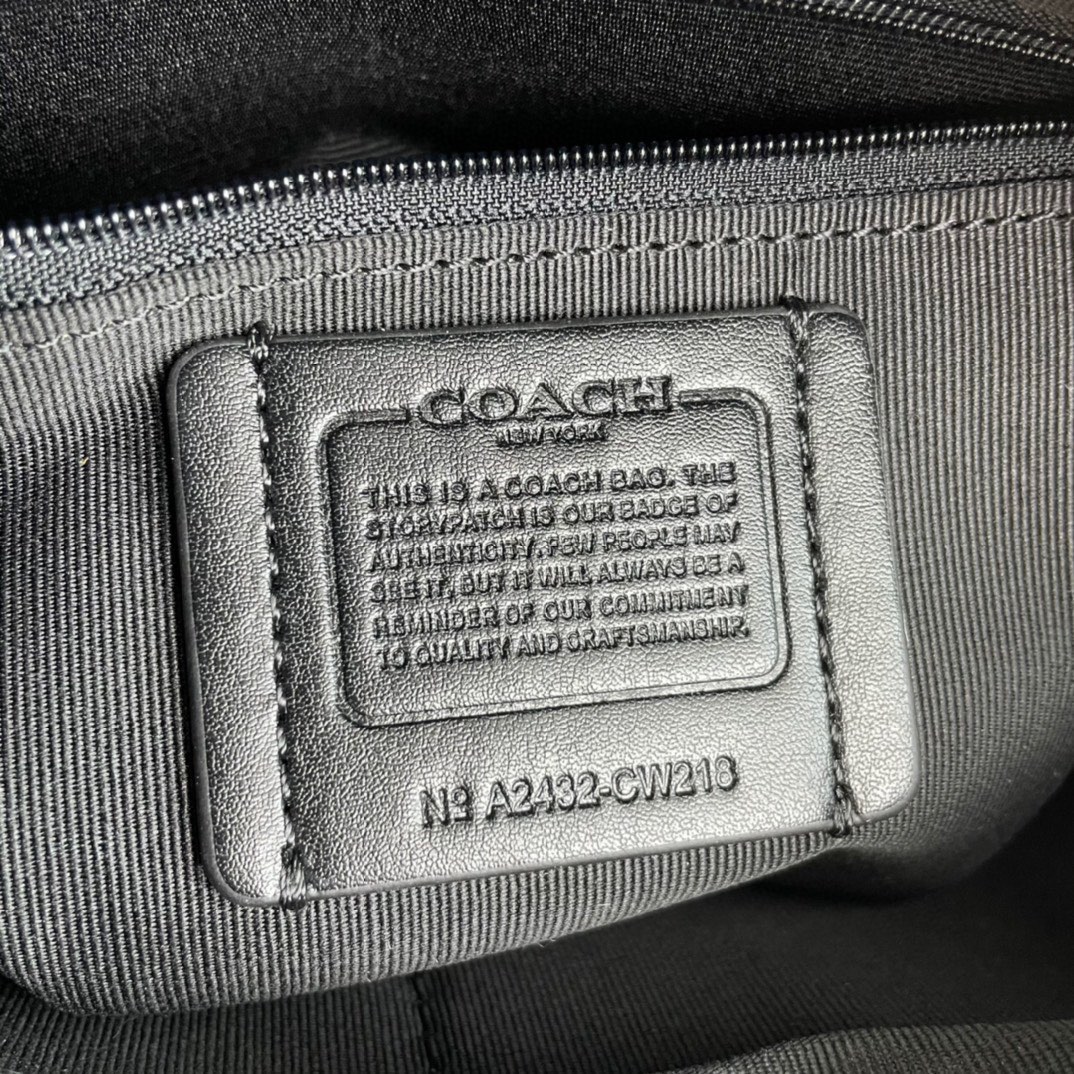 COACH
NEW YORK
THIS IS A COACH BAG. THE
STORYPATCH IS OUR BADGE OF
AUTHENTICITY. FEW PEOPLE MAY
SEE IT, BUT IT WILL ALWAYS BE A
REMINDER OF OUR COMMITMENT
TO QUALITY AND CRAFTSMANSHIP.
Nº A2432-CW218